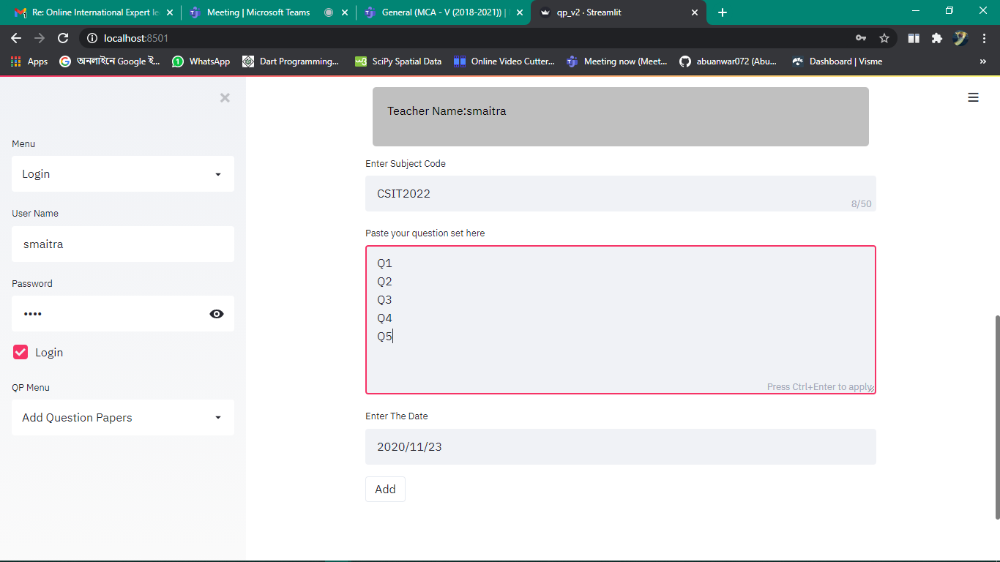 Re: Online International Expert le
Meeting | Microsoft Teams
General (MCA - V (2018-2021)) |
qp_v2 · Streamlit
localhost:8501
Apps
অনলাইনে Google ই...
WhatsApp
Dart Programming...
SciPy Spatial Data
Online Video Cutter...
Meeting now (Meet...
abuanwar072 (Abu...
Dashboard | Visme
»
Menu
Login
User Name
smaitra
Password
••••
Login
QP Menu
Add Question Papers
Teacher Name:smaitra
Enter Subject Code
CSIT2022
8/50
Paste your question set here
Q1
Q2
Q3
Q4
Q5
Press Ctrl+Enter to apply
Enter The Date
2020/11/23
Add